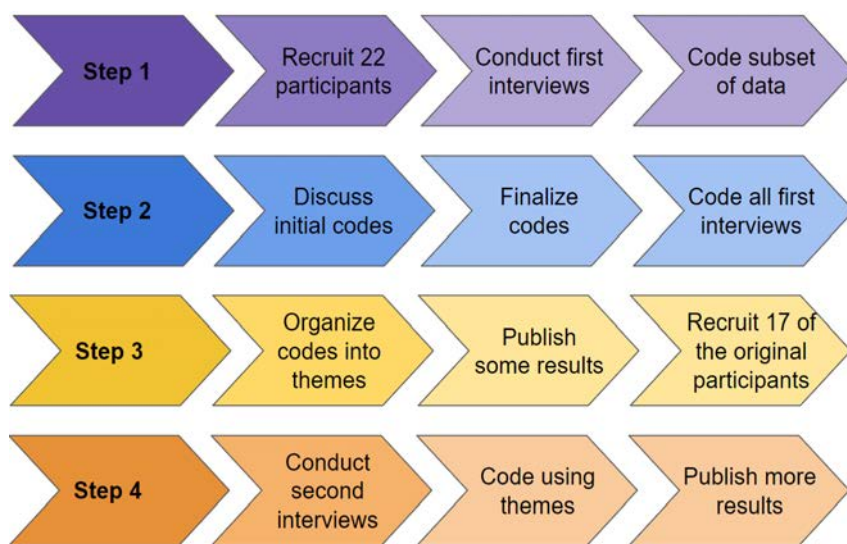 Step 1
Recruit 22
participants
Conduct first
interviews
Code subset
of data
Step 2
Discuss
initial codes
Finalize
codes
Code all first
interviews
Step 3
Organize
codes into
themes
Publish
some results
Recruit 17 of
the original
participants
Step 4
Conduct
second
interviews
Code using
themes
Publish more
results